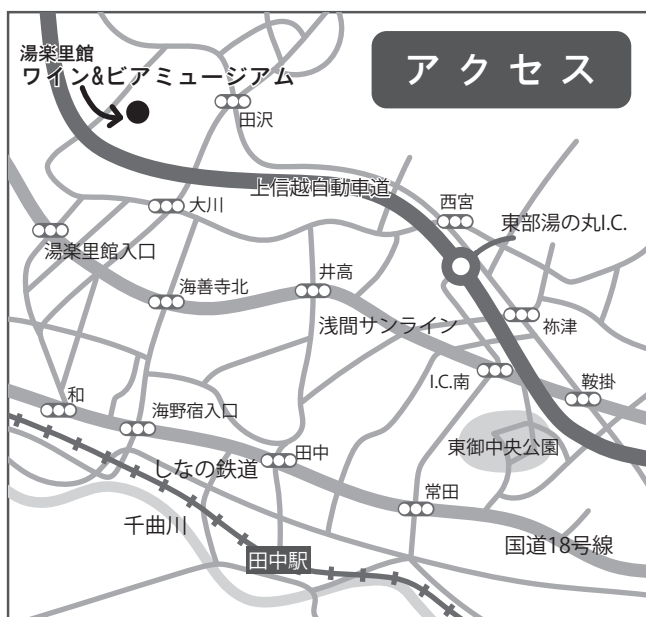 湯楽里館
ワイン&ビアミュージアム
アクセス
田沢
上信越自動車道
大川
西宮
東部湯の丸I.C.
湯楽里館入口
海善寺北
井高
浅間サンライン
祢津
I.C.南
鞍掛
和
海野宿入口
田中
東御中央公園
しなの鉄道
常田
千曲川
国道18号線
田中駅